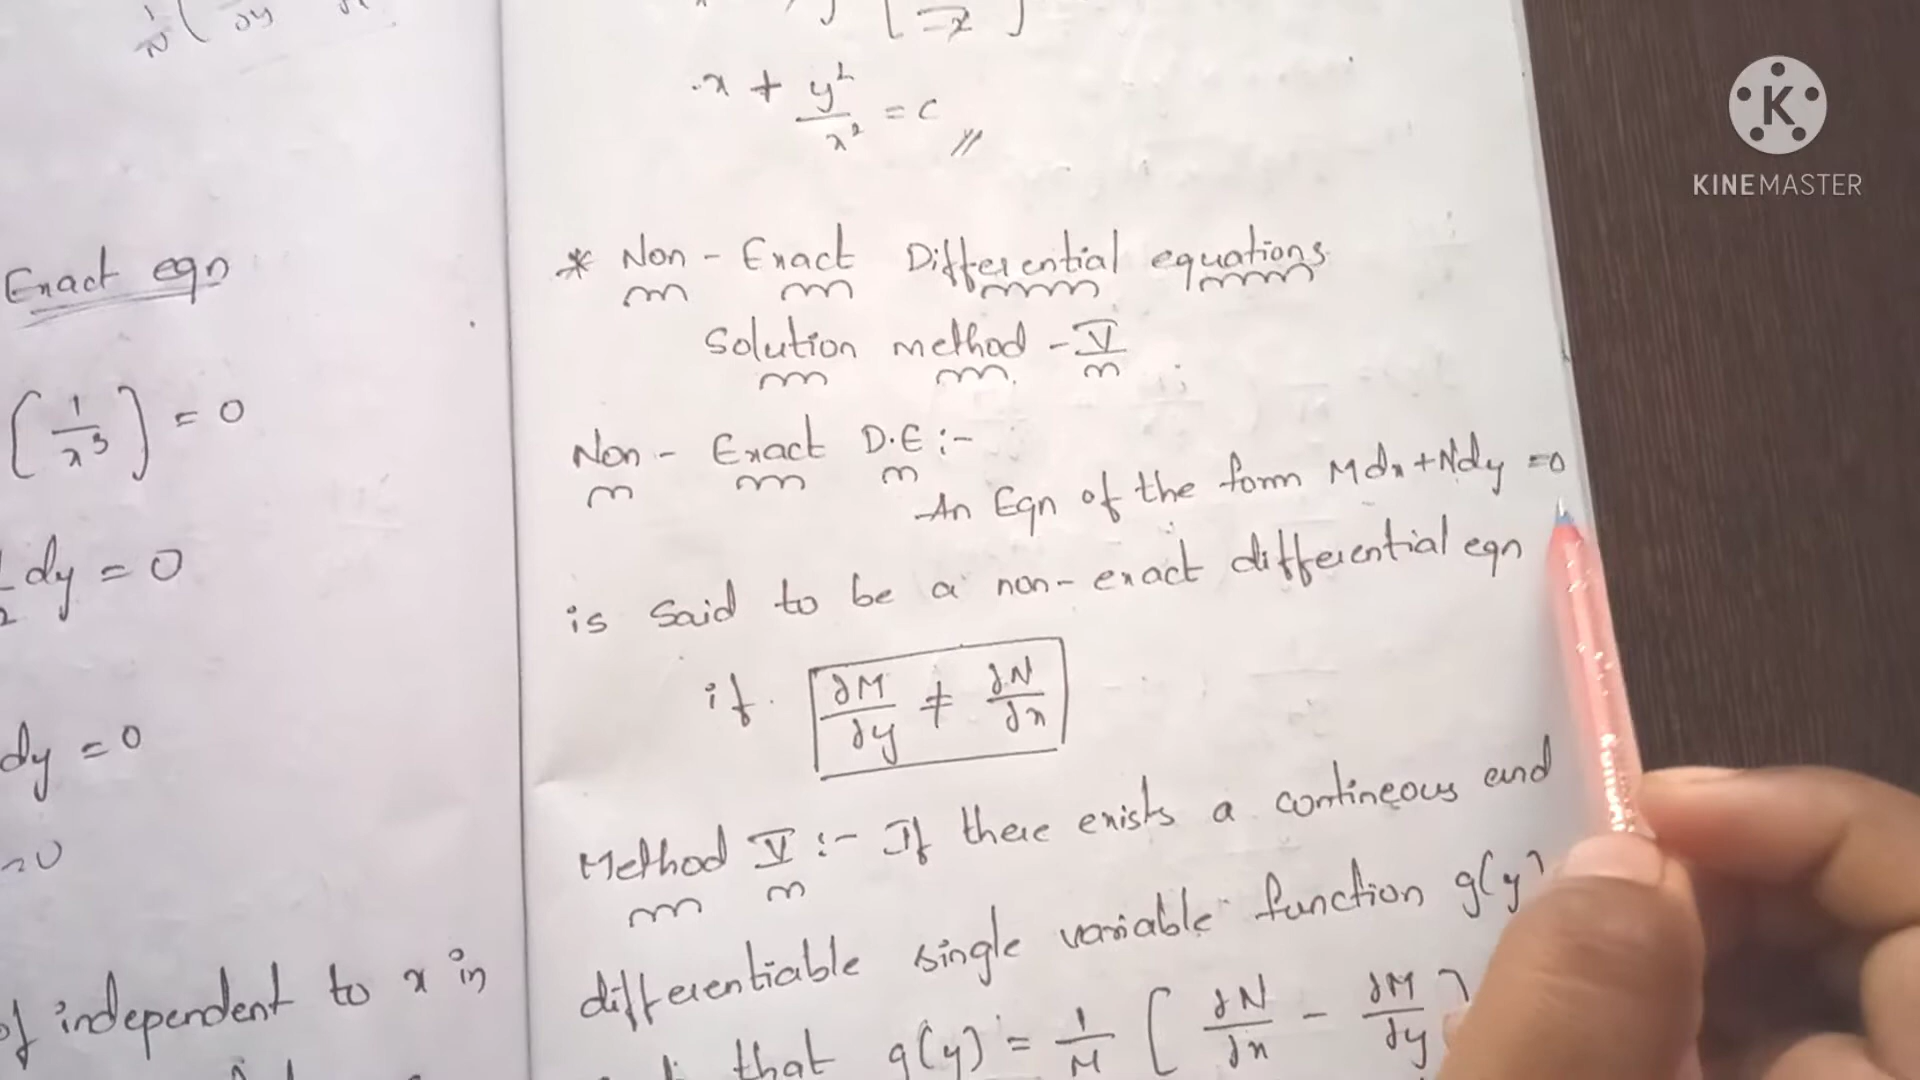 x + y²/x² = c //
* Non - Exact Differential equations
Solution method - V
Non - Exact D.E :-
An Eqn of the form Mdx + Ndy = 0
is said to be a non-exact differential eqn
if ∂M/∂y ≠ ∂N/∂x
Method V :- If there exists a contineous and
differentiable single variable function g(y)
that g(y) = 1/M [ ∂N/∂x - ∂M/∂y ]
Exact eqn
[ 1/x³ ] = 0
dy = 0
dy = 0
of independent to x in
K
KINEMASTER